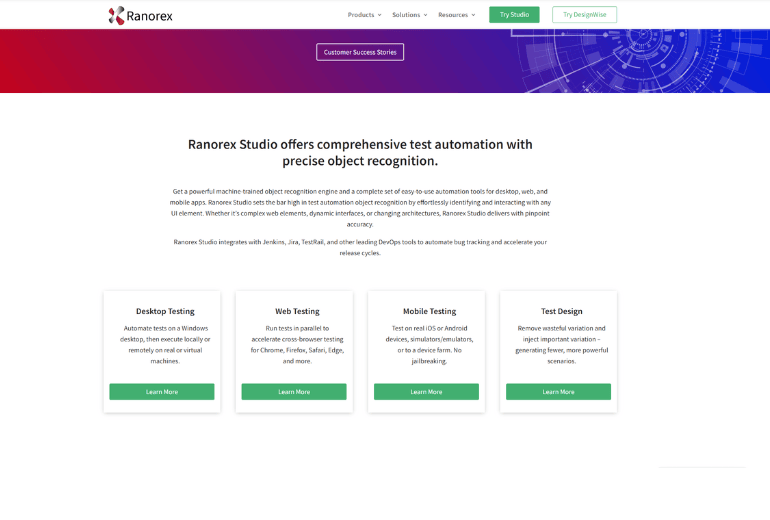 Ranorex
Products
Solutions
Resources
Try Studio
Try DesignWise
Customer Success Stories
Ranorex Studio offers comprehensive test automation with
precise object recognition.
Get a powerful machine-trained object recognition engine and a complete set of easy-to-use automation tools for desktop, web, and
mobile apps. Ranorex Studio sets the bar high in test automation object recognition by effortlessly identifying and interacting with any
UI element. Whether it's complex web elements, dynamic interfaces, or changing architectures, Ranorex Studio delivers with pinpoint
accuracy.
Ranorex Studio integrates with Jenkins, Jira, TestRail, and other leading DevOps tools to automate bug tracking and accelerate your
release cycles.
Desktop Testing
Automate tests on a Windows
desktop, then execute locally or
remotely on real or virtual
machines.
Learn More
Web Testing
Run tests in parallel to
accelerate cross-browser testing
for Chrome, Firefox, Safari, Edge,
and more.
Learn More
Mobile Testing
Test on real iOS or Android
devices, simulators/emulators,
or to a device farm. No
jailbreaking.
Learn More
Test Design
Remove wasteful variation and
inject important variation –
generating fewer, more powerful
scenarios.
Learn More